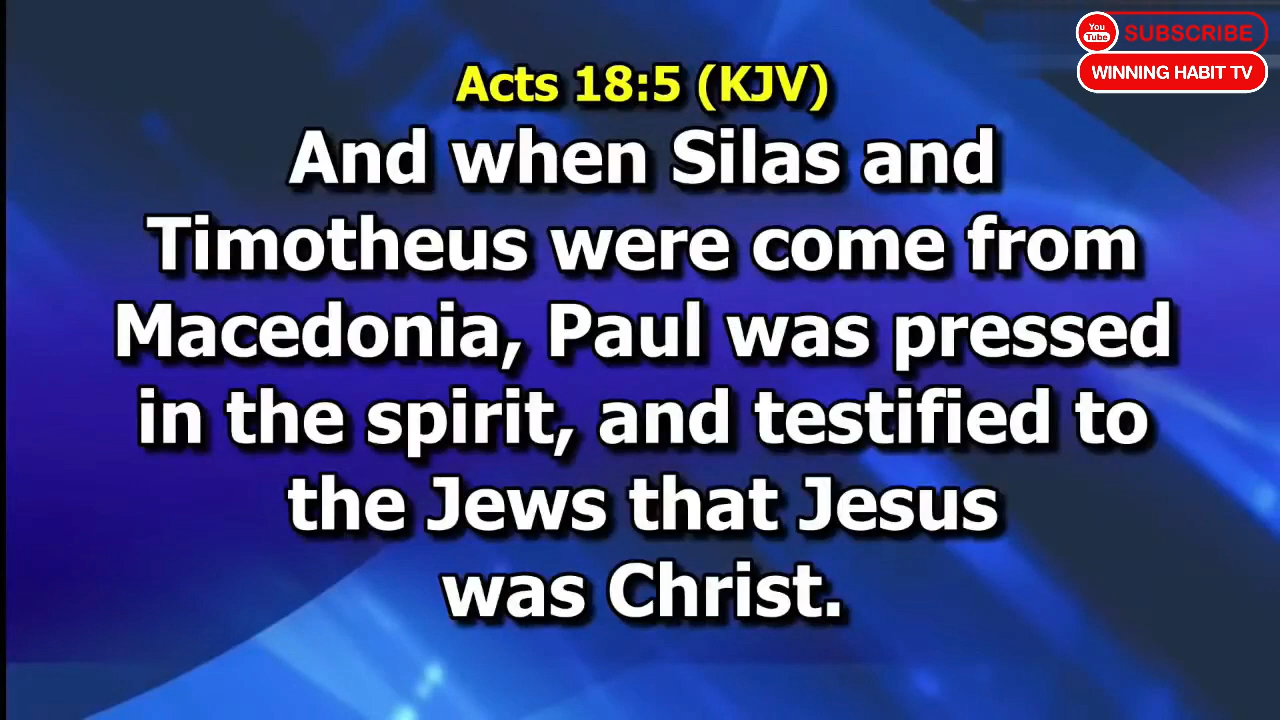 You
Tube
SUBSCRIBE
WINNING HABIT TV
Acts 18:5 (KJV)
And when Silas and
Timotheus were come from
Macedonia, Paul was pressed
in the spirit, and testified to
the Jews that Jesus
was Christ.